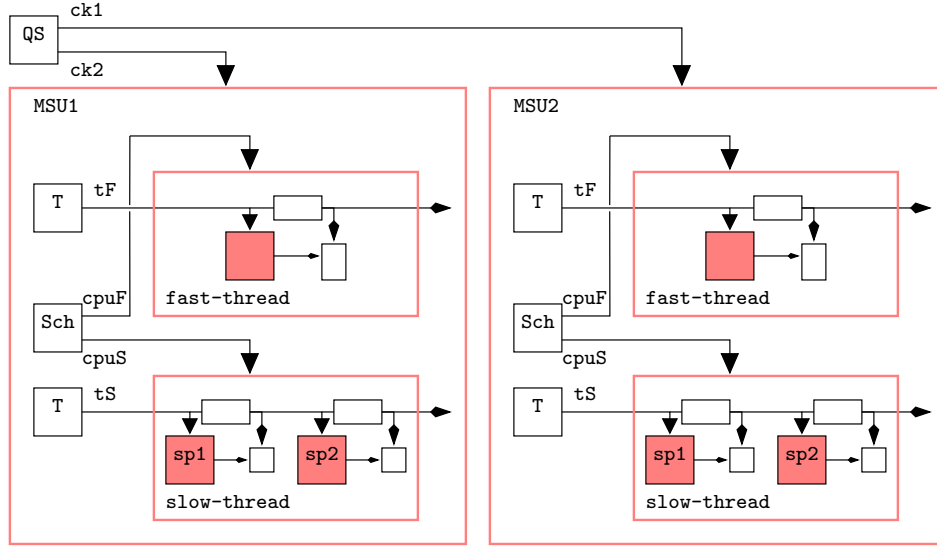 ck1
QS
ck2
MSU1
MSU2
T
tF
T
tF
fast-thread
fast-thread
cpuF
Sch
cpuS
cpuF
Sch
cpuS
T
tS
T
tS
sp1
sp2
sp1
sp2
slow-thread
slow-thread